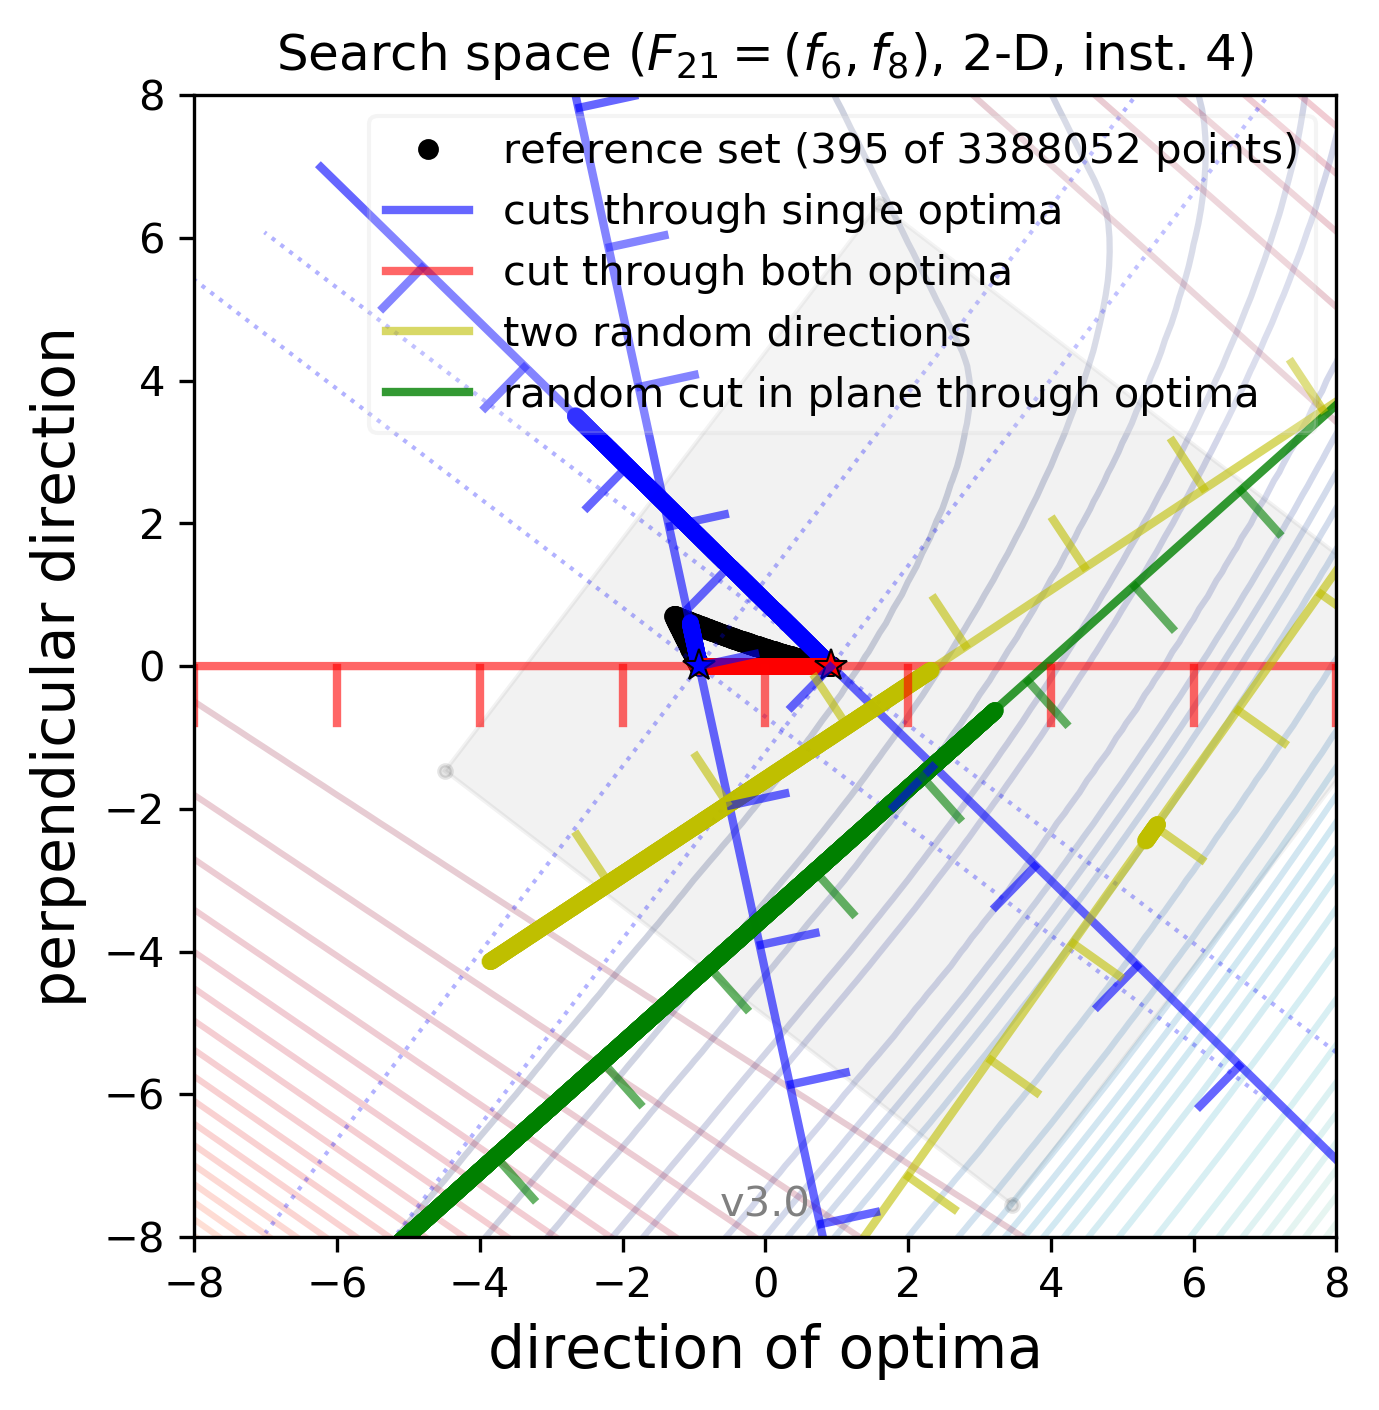 Search space (F21 = (f6, f8), 2-D, inst. 4)
reference set (395 of 3388052 points)
cuts through single optima
cut through both optima
two random directions
random cut in plane through optima
perpendicular direction
8
6
4
2
0
−2
−4
−6
−8
v3.0
−8 −6 −4 −2 0 2 4 6 8
direction of optima